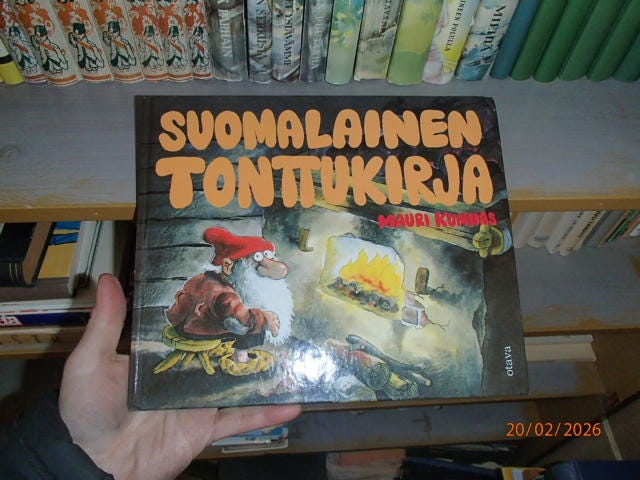 SUOMALAINEN
TONTTUKIRJA
MAURI KUNNAS
otava
20/02/2026